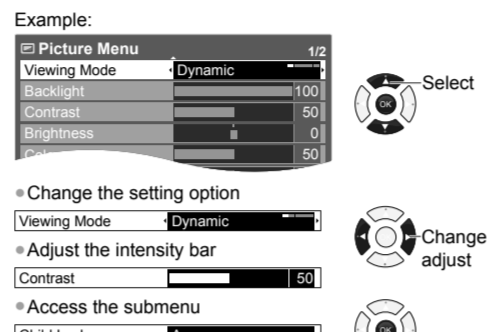 Example:
Picture Menu 1/2
Viewing Mode Dynamic
Backlight 100
Contrast 50
Brightness 0
50
OK
Select
Change the setting option
Viewing Mode Dynamic
Adjust the intensity bar
Contrast 50
Change
adjust
Access the submenu
OK